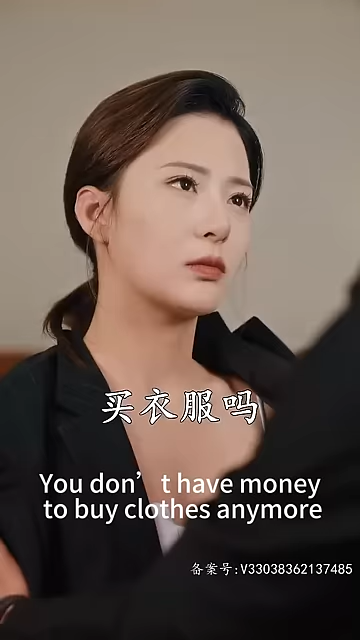 买衣服吗
You don’t have money
to buy clothes anymore
备案号:V33038362137485